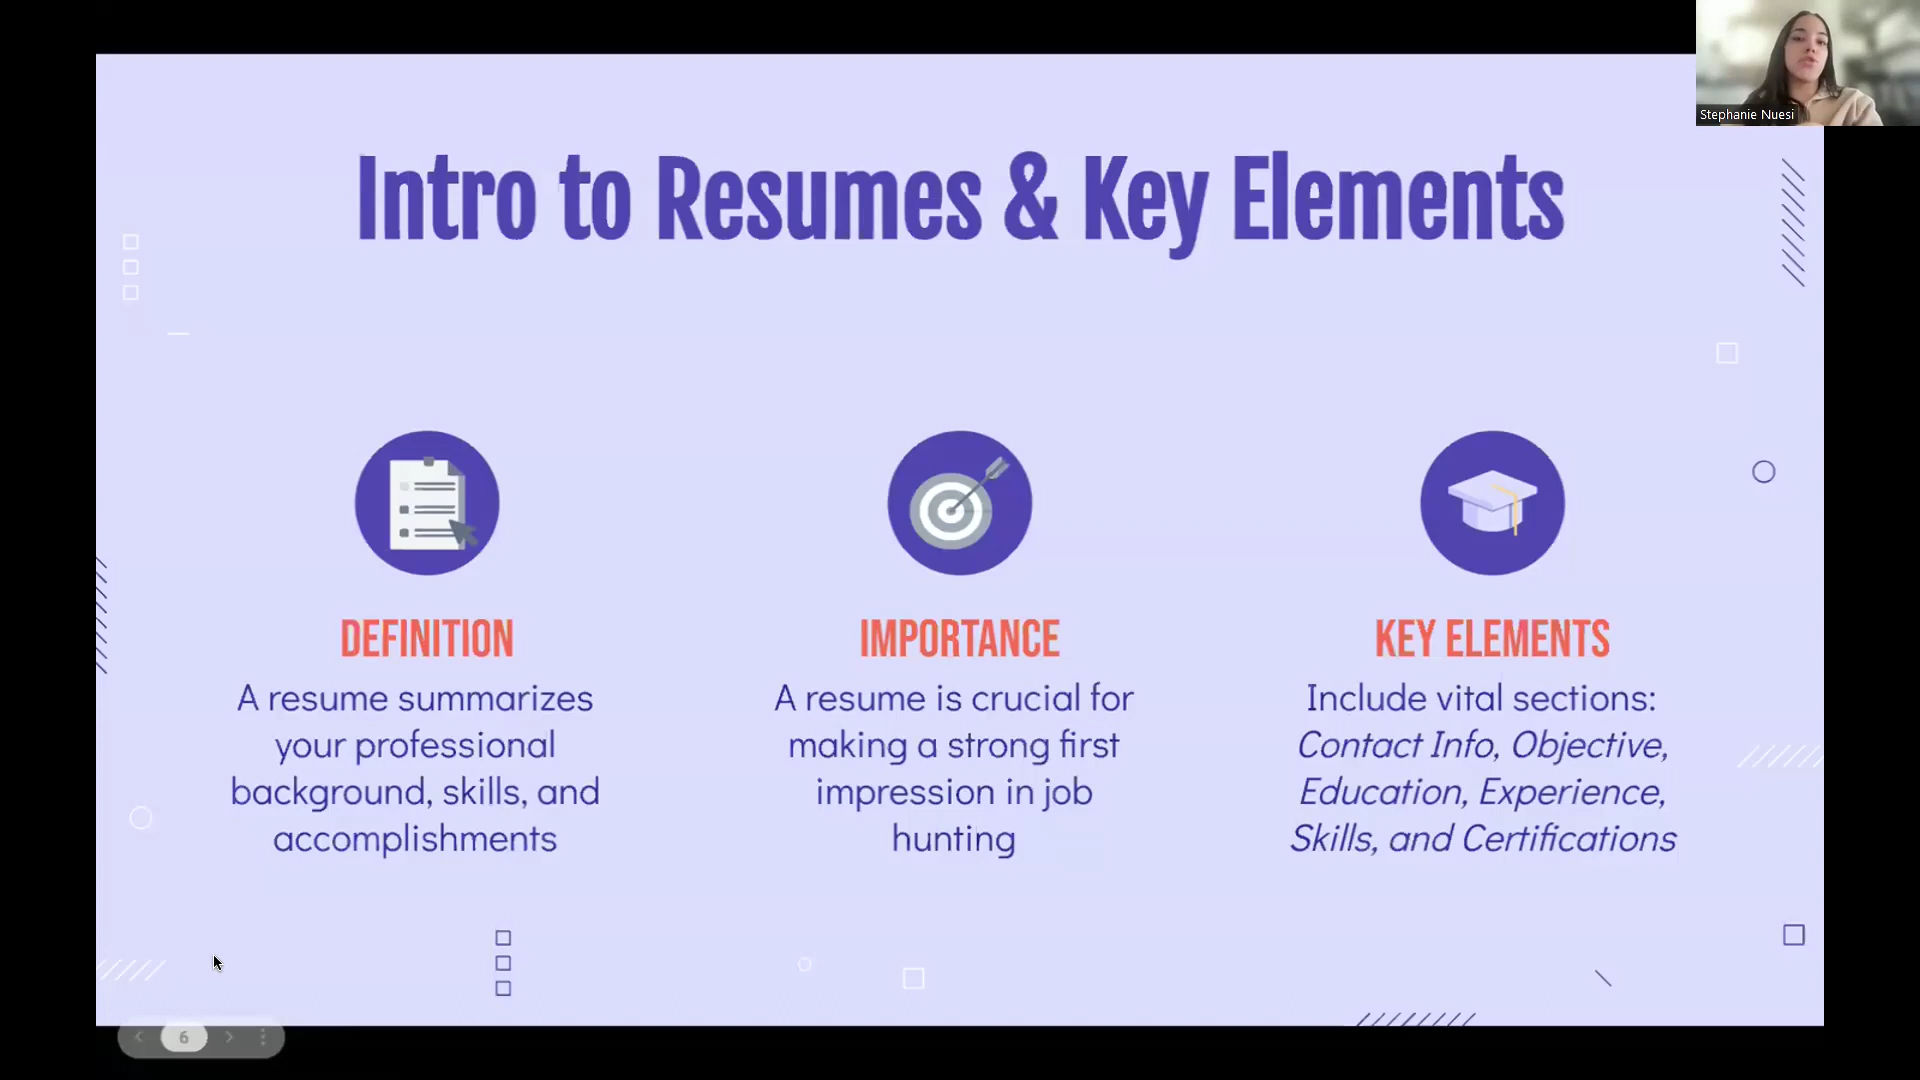 Stephanie Nuesi
Intro to Resumes & Key Elements
DEFINITION
A resume summarizes
your professional
background, skills, and
accomplishments
IMPORTANCE
A resume is crucial for
making a strong first
impression in job
hunting
KEY ELEMENTS
Include vital sections:
Contact Info, Objective,
Education, Experience,
Skills, and Certifications
6